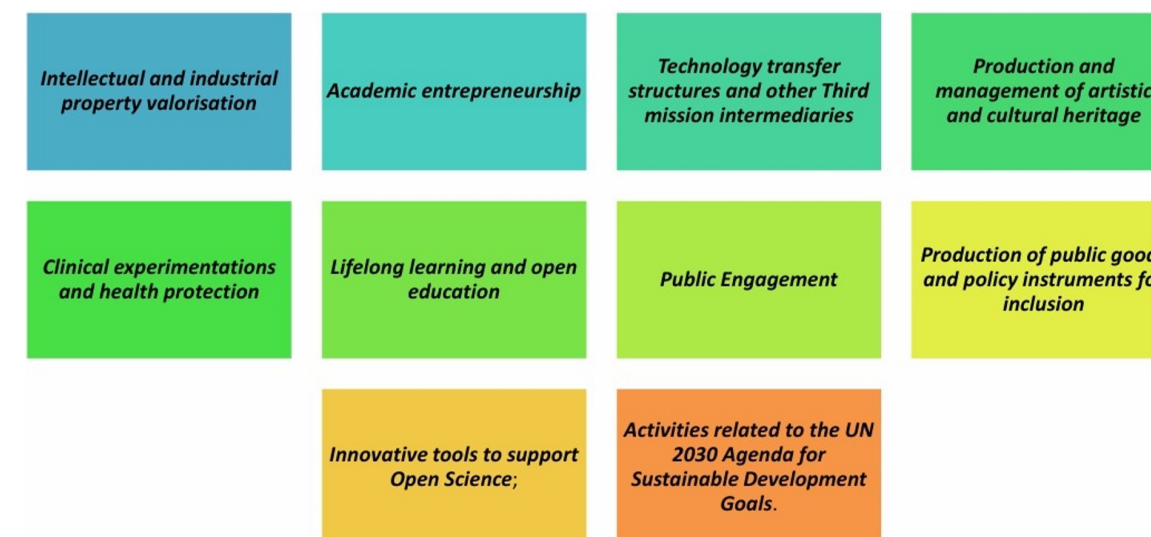 Intellectual and industrial
property valorisation
Academic entrepreneurship
Technology transfer
structures and other Third
mission intermediaries
Production and
management of artistic
and cultural heritage
Clinical experimentations
and health protection
Lifelong learning and open
education
Public Engagement
Production of public good
and policy instruments fo
inclusion
Innovative tools to support
Open Science;
Activities related to the UN
2030 Agenda for
Sustainable Development
Goals.